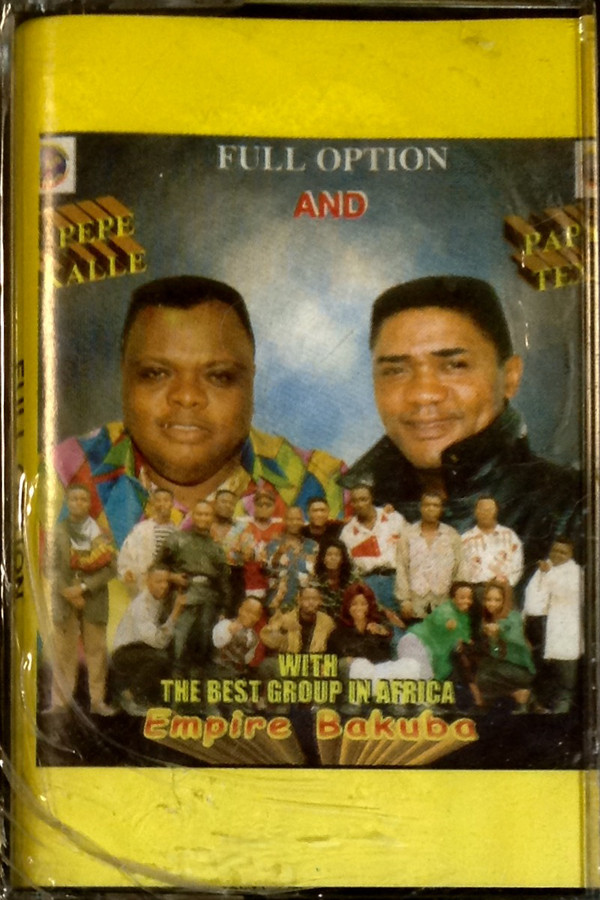 FULL OPTION
AND
PEPE
KALLE
WITH
THE BEST GROUP IN AFRICA
Empire Bakuba